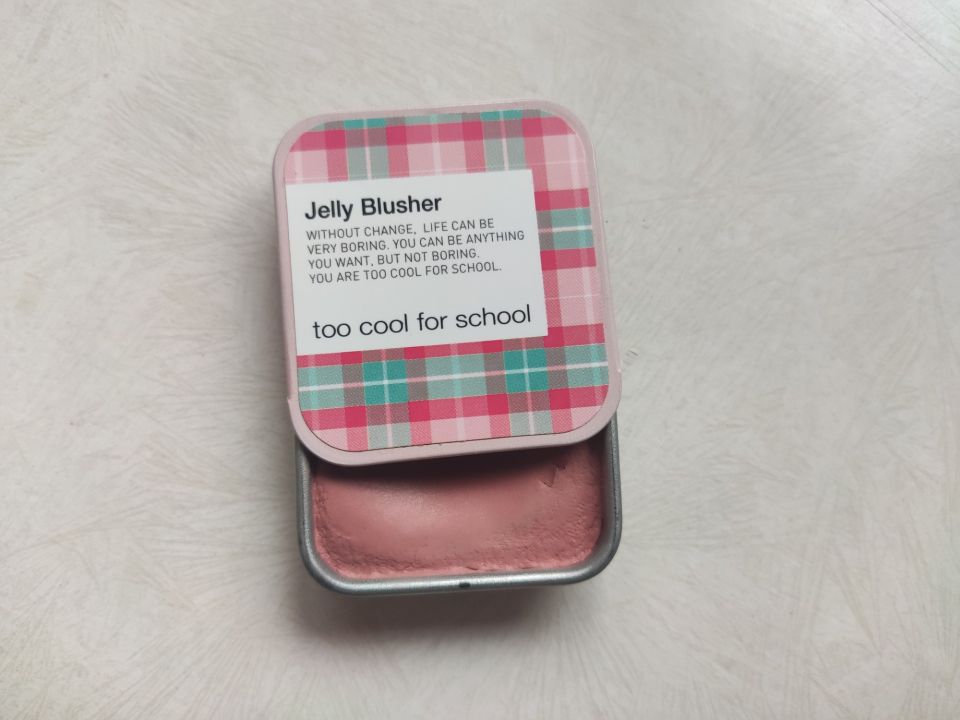 Jelly Blusher
WITHOUT CHANGE, LIFE CAN BE
VERY BORING. YOU CAN BE ANYTHING
YOU WANT, BUT NOT BORING.
YOU ARE TOO COOL FOR SCHOOL.
too cool for school